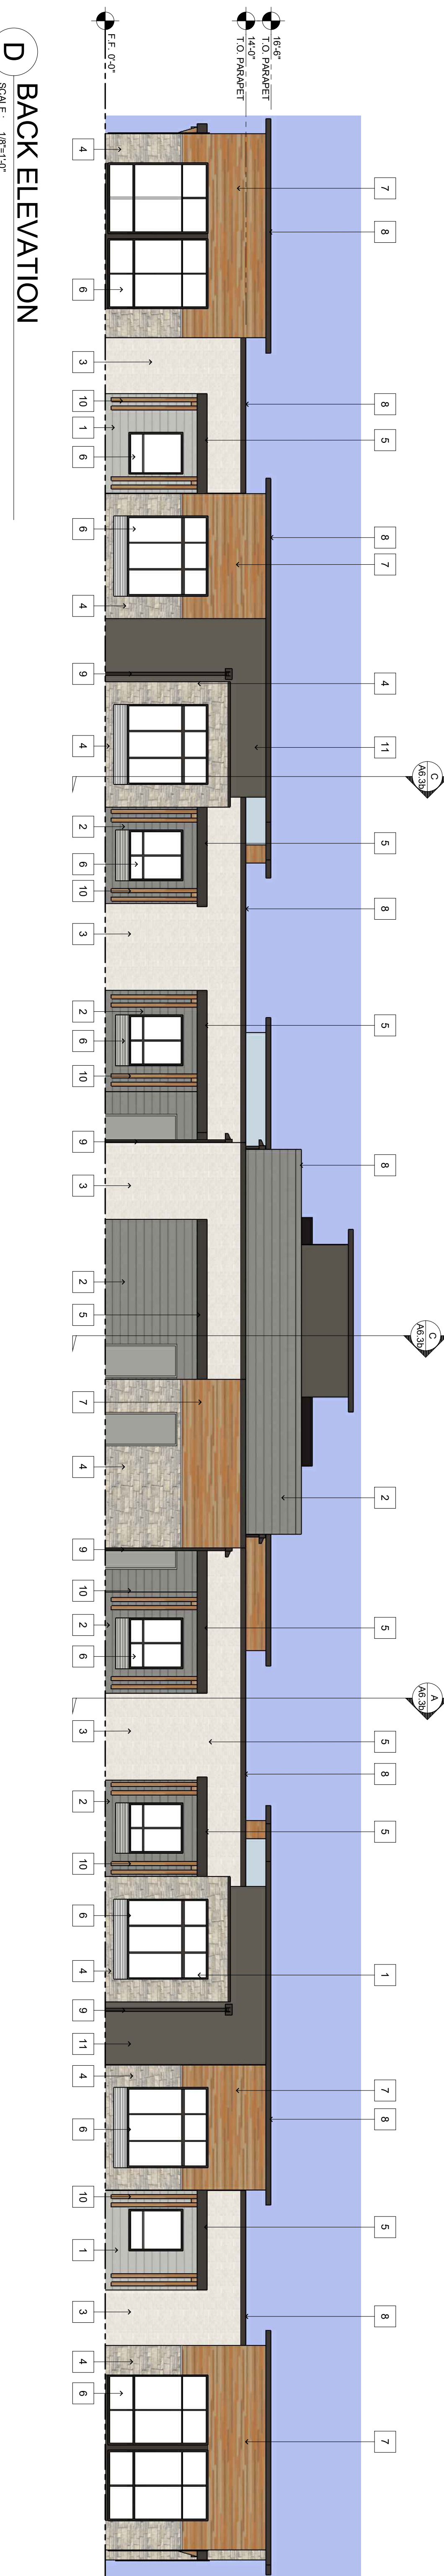 C
A6.3b
C
A6.3b
A
A6.3b
7 8 8 5 8 7 4 11 5 8 5 8 2 5 5 8 5 1 7 8 5 8 7
16'-6"
T.O. PARAPET
14'-0"
T.O. PARAPET
F.F. 0'-0"
4 6 3 10 1 6 6 4 9 4 2 6 10 3 2 6 10 9 3 2 5 7 4 9 10 2 6 3 2 10 6 4 9 11 4 6 10 1 3 4 6
D
BACK ELEVATION
SCALE : 1/8"=1'-0"